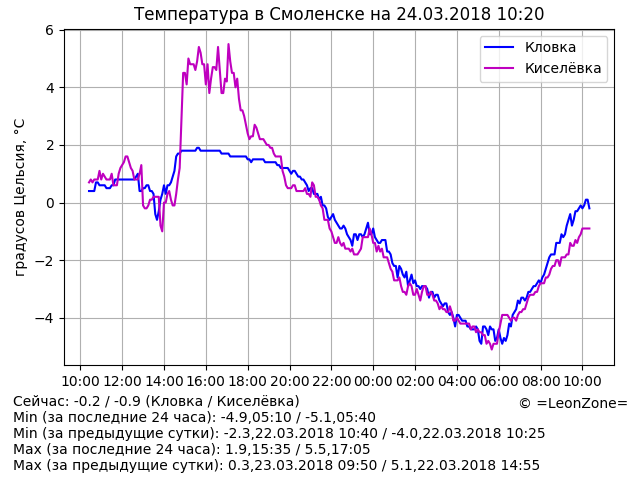 Температура в Смоленске на 24.03.2018 10:20
Кловка
Киселёвка
градусов Цельсия, °C
6
4
2
0
−2
−4
10:00 12:00 14:00 16:00 18:00 20:00 22:00 00:00 02:00 04:00 06:00 08:00 10:00
Сейчас: -0.2 / -0.9 (Кловка / Киселёвка)
© =LeonZone=
Min (за последние 24 часа): -4.9,05:10 / -5.1,05:40
Min (за предыдущие сутки): -2.3,22.03.2018 10:40 / -4.0,22.03.2018 10:25
Max (за последние 24 часа): 1.9,15:35 / 5.5,17:05
Max (за предыдущие сутки): 0.3,23.03.2018 09:50 / 5.1,22.03.2018 14:55